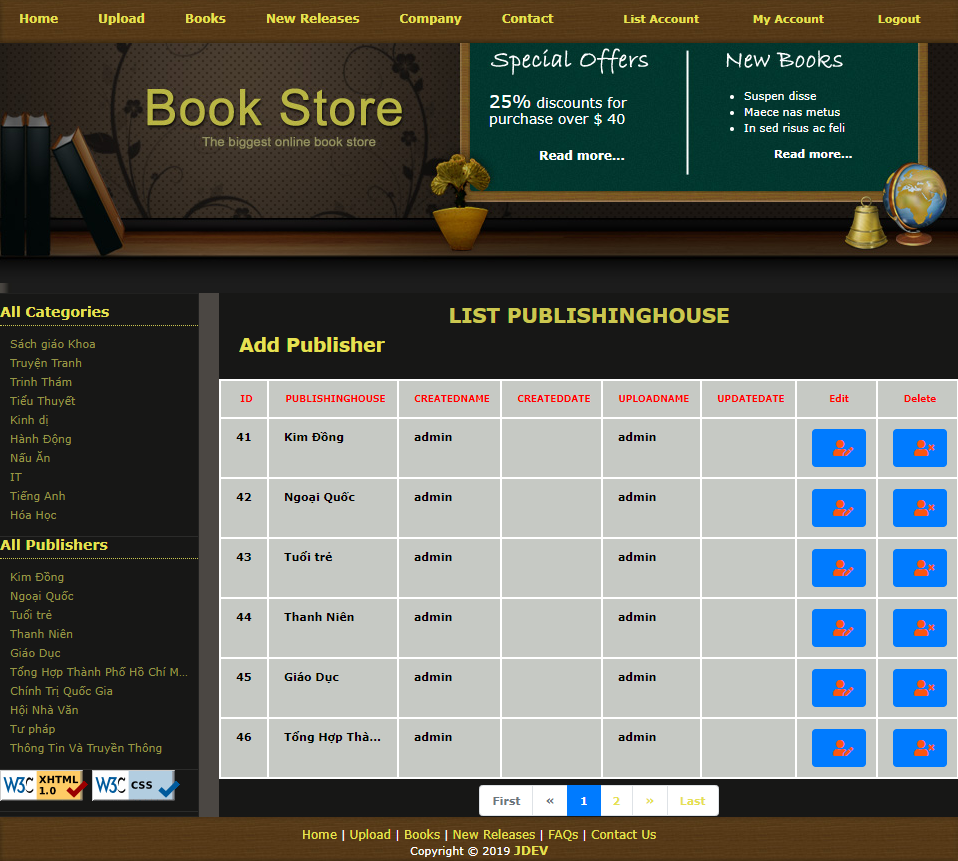 Home Upload Books New Releases Company Contact List Account My Account Logout
Book Store
The biggest online book store
Special Offers
25% discounts for
purchase over $ 40
Read more...
New Books
Suspen disse
Maece nas metus
In sed risus ac feli
Read more...
All Categories
Sách giáo Khoa
Truyện Tranh
Trinh Thám
Tiểu Thuyết
Kinh dị
Hành Động
Nấu Ăn
IT
Tiếng Anh
Hóa Học
All Publishers
Kim Đồng
Ngoại Quốc
Tuổi trẻ
Thanh Niên
Giáo Dục
Tổng Hợp Thành Phố Hồ Chí M...
Chính Trị Quốc Gia
Hội Nhà Văn
Tư pháp
Thông Tin Và Truyền Thông
W3C XHTML 1.0
W3C CSS
LIST PUBLISHINGHOUSE
Add Publisher
ID PUBLISHINGHOUSE CREATEDNAME CREATEDDATE UPLOADNAME UPDATEDATE Edit Delete
41 Kim Đồng admin admin
42 Ngoại Quốc admin admin
43 Tuổi trẻ admin admin
44 Thanh Niên admin admin
45 Giáo Dục admin admin
46 Tổng Hợp Thà... admin admin
First « 1 2 » Last
Home | Upload | Books | New Releases | FAQs | Contact Us
Copyright © 2019 JDEV